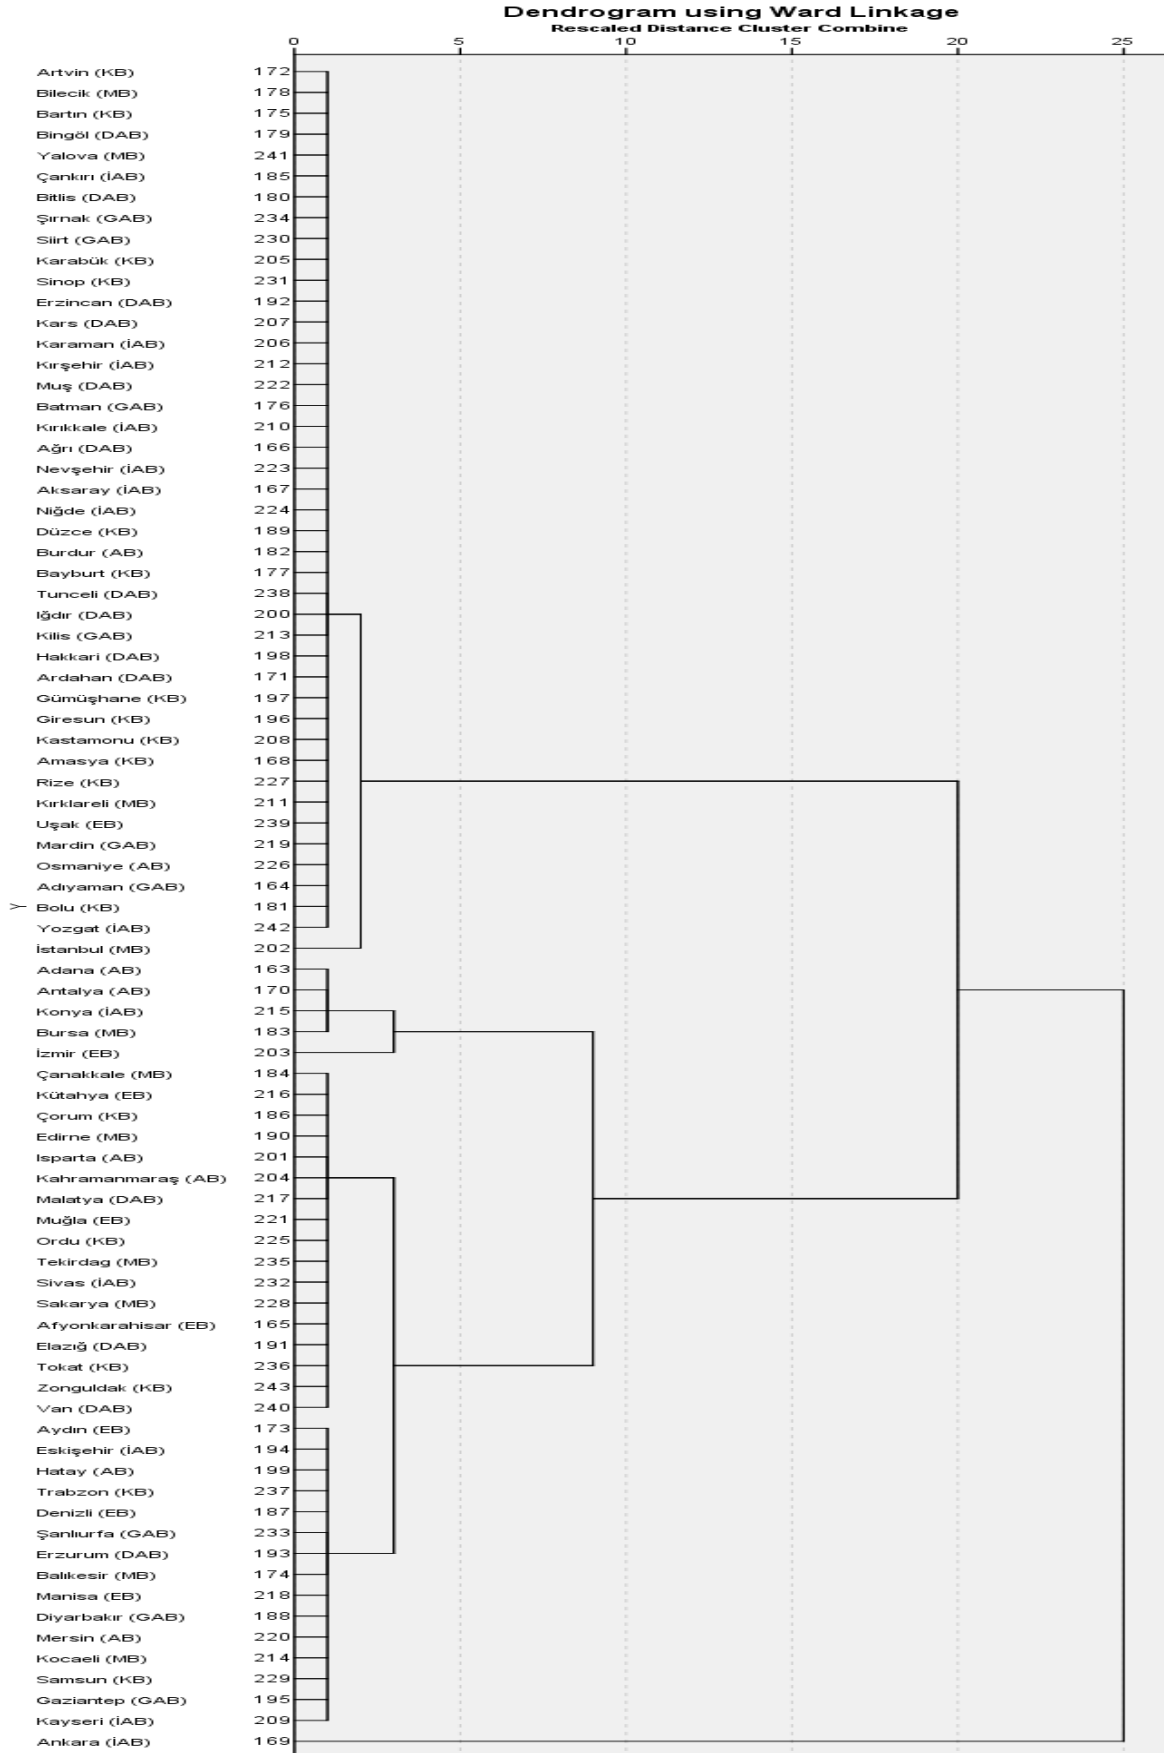 Dendrogram using Ward Linkage
Rescaled Distance Cluster Combine
0 5 10 15 20 25
Artvin (KB) 172
Bilecik (MB) 178
Bartın (KB) 175
Bingöl (DAB) 179
Yalova (MB) 241
Çankırı (İAB) 185
Bitlis (DAB) 180
Şırnak (GAB) 234
Siirt (GAB) 230
Karabük (KB) 205
Sinop (KB) 231
Erzincan (DAB) 192
Kars (DAB) 207
Karaman (İAB) 206
Kırşehir (İAB) 212
Muş (DAB) 222
Batman (GAB) 176
Kırıkkale (İAB) 210
Ağrı (DAB) 166
Nevşehir (İAB) 223
Aksaray (İAB) 167
Niğde (İAB) 224
Düzce (KB) 189
Burdur (AB) 182
Bayburt (KB) 177
Tunceli (DAB) 238
Iğdır (DAB) 200
Kilis (GAB) 213
Hakkari (DAB) 198
Ardahan (DAB) 171
Gümüşhane (KB) 197
Giresun (KB) 196
Kastamonu (KB) 208
Amasya (KB) 168
Rize (KB) 227
Kırklareli (MB) 211
Uşak (EB) 239
Mardin (GAB) 219
Osmaniye (AB) 226
Adıyaman (GAB) 164
Y
Bolu (KB) 181
Yozgat (İAB) 242
İstanbul (MB) 202
Adana (AB) 163
Antalya (AB) 170
Konya (İAB) 215
Bursa (MB) 183
İzmir (EB) 203
Çanakkale (MB) 184
Kütahya (EB) 216
Çorum (KB) 186
Edirne (MB) 190
Isparta (AB) 201
Kahramanmaraş (AB) 204
Malatya (DAB) 217
Muğla (EB) 221
Ordu (KB) 225
Tekirdag (MB) 235
Sivas (İAB) 232
Sakarya (MB) 228
Afyonkarahisar (EB) 165
Elazığ (DAB) 191
Tokat (KB) 236
Zonguldak (KB) 243
Van (DAB) 240
Aydın (EB) 173
Eskişehir (İAB) 194
Hatay (AB) 199
Trabzon (KB) 237
Denizli (EB) 187
Şanlıurfa (GAB) 233
Erzurum (DAB) 193
Balıkesir (MB) 174
Manisa (EB) 218
Diyarbakır (GAB) 188
Mersin (AB) 220
Kocaeli (MB) 214
Samsun (KB) 229
Gaziantep (GAB) 195
Kayseri (İAB) 209
Ankara (İAB) 169